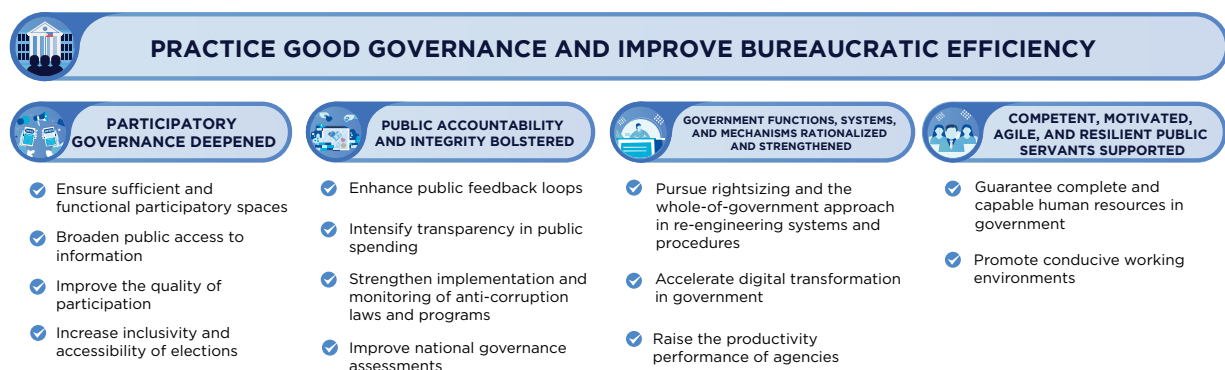 PRACTICE GOOD GOVERNANCE AND IMPROVE BUREAUCRATIC EFFICIENCY
PARTICIPATORY
GOVERNANCE DEEPENED
Ensure sufficient and
functional participatory spaces
Broaden public access to
information
Improve the quality of
participation
Increase inclusivity and
accessibility of elections
PUBLIC ACCOUNTABILITY
AND INTEGRITY BOLSTERED
Enhance public feedback loops
Intensify transparency in public
spending
Strengthen implementation and
monitoring of anti-corruption
laws and programs
Improve national governance
assessments
GOVERNMENT FUNCTIONS, SYSTEMS,
AND MECHANISMS RATIONALIZED
AND STRENGTHENED
Pursue rightsizing and the
whole-of-government approach
in re-engineering systems and
procedures
Accelerate digital transformation
in government
Raise the productivity
performance of agencies
COMPETENT, MOTIVATED,
AGILE, AND RESILIENT PUBLIC
SERVANTS SUPPORTED
Guarantee complete and
capable human resources in
government
Promote conducive working
environments